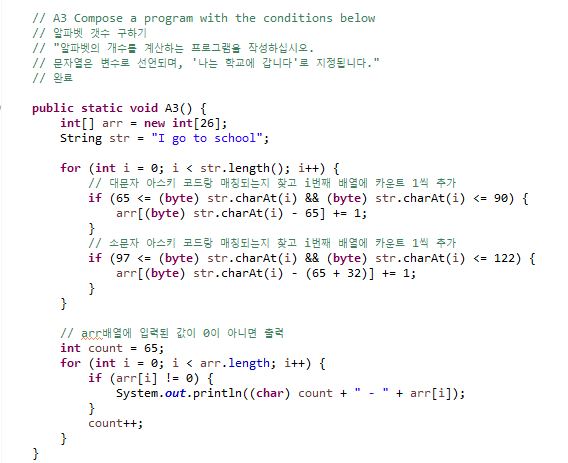 // A3 Compose a program with the conditions below
// 알파벳 갯수 구하기
// "알파벳의 개수를 계산하는 프로그램을 작성하십시오.
// 문자열은 변수로 선언되며, '나는 학교에 갑니다'로 지정됩니다."
// 완료
public static void A3() {
int[] arr = new int[26];
String str = "I go to school";
for (int i = 0; i < str.length(); i++) {
// 대문자 아스키 코드랑 매칭되는지 찾고 i번째 배열에 카운트 1씩 추가
if (65 <= (byte) str.charAt(i) && (byte) str.charAt(i) <= 90) {
arr[(byte) str.charAt(i) - 65] += 1;
}
// 소문자 아스키 코드랑 매칭되는지 찾고 i번째 배열에 카운트 1씩 추가
if (97 <= (byte) str.charAt(i) && (byte) str.charAt(i) <= 122) {
arr[(byte) str.charAt(i) - (65 + 32)] += 1;
}
}
// arr배열에 입력된 값이 0이 아니면 출력
int count = 65;
for (int i = 0; i < arr.length; i++) {
if (arr[i] != 0) {
System.out.println((char) count + " - " + arr[i]);
}
count++;
}
}